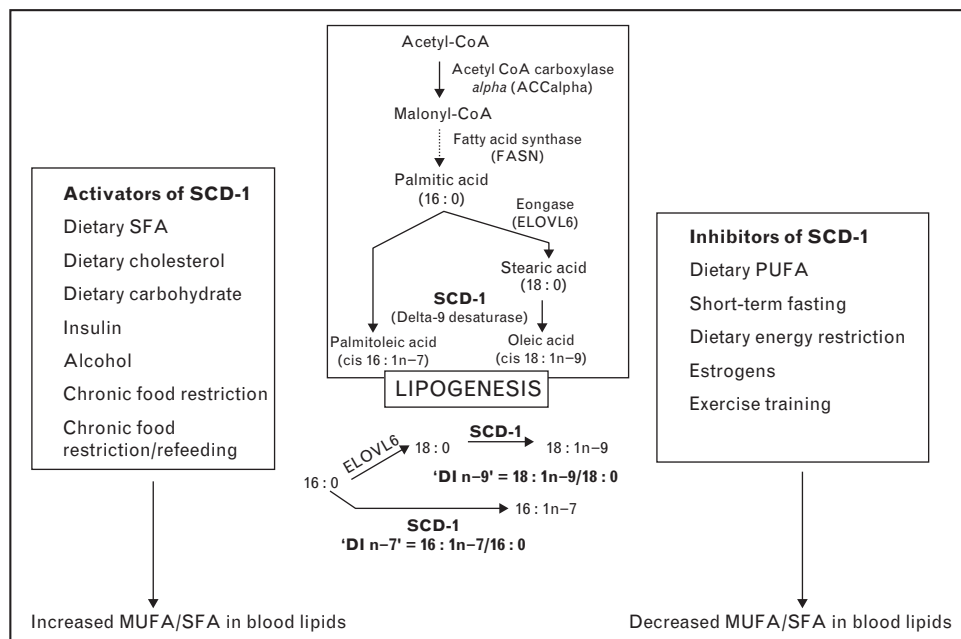 Acetyl-CoA
Acetyl CoA carboxylase
alpha (ACCalpha)
Malonyl-CoA
Fatty acid synthase
(FASN)
Palmitic acid
(16 : 0)
Eongase
(ELOVL6)
Stearic acid
(18 : 0)
SCD-1
(Delta-9 desaturase)
Palmitoleic acid
(cis 16 : 1n–7)
Oleic acid
(cis 18 : 1n–9)
LIPOGENESIS
Activators of SCD-1
Dietary SFA
Dietary cholesterol
Dietary carbohydrate
Insulin
Alcohol
Chronic food restriction
Chronic food
restriction/refeeding
Inhibitors of SCD-1
Dietary PUFA
Short-term fasting
Dietary energy restriction
Estrogens
Exercise training
16 : 0
ELOVL6
18 : 0
SCD-1
18 : 1n–9
‘DI n–9’ = 18 : 1n–9/18 : 0
16 : 1n–7
SCD-1
‘DI n–7’ = 16 : 1n–7/16 : 0
Increased MUFA/SFA in blood lipids
Decreased MUFA/SFA in blood lipids